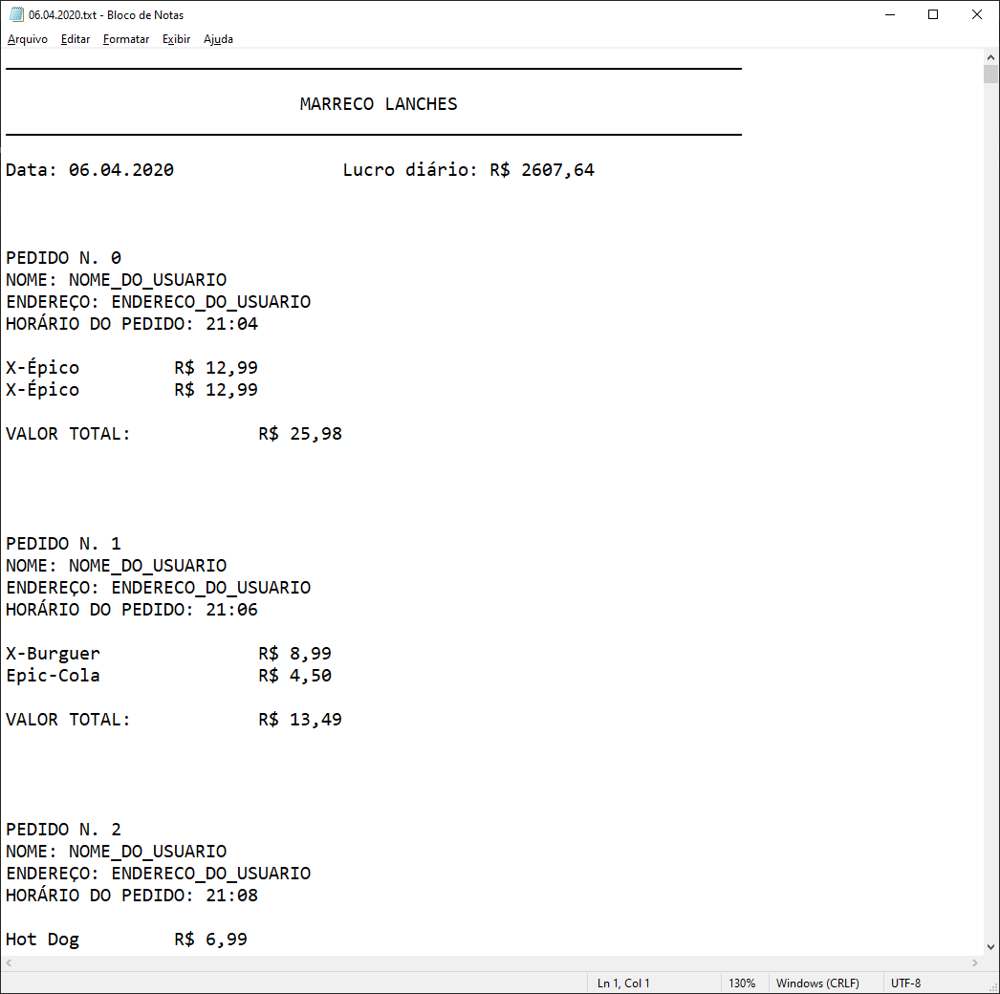 06.04.2020.txt - Bloco de Notas
Arquivo Editar Formatar Exibir Ajuda
MARRECO LANCHES
Data: 06.04.2020 Lucro diário: R$ 2607,64
PEDIDO N. 0
NOME: NOME_DO_USUARIO
ENDEREÇO: ENDERECO_DO_USUARIO
HORÁRIO DO PEDIDO: 21:04
X-Épico R$ 12,99
X-Épico R$ 12,99
VALOR TOTAL: R$ 25,98
PEDIDO N. 1
NOME: NOME_DO_USUARIO
ENDEREÇO: ENDERECO_DO_USUARIO
HORÁRIO DO PEDIDO: 21:06
X-Burguer R$ 8,99
Epic-Cola R$ 4,50
VALOR TOTAL: R$ 13,49
PEDIDO N. 2
NOME: NOME_DO_USUARIO
ENDEREÇO: ENDERECO_DO_USUARIO
HORÁRIO DO PEDIDO: 21:08
Hot Dog R$ 6,99
Ln 1, Col 1 130% Windows (CRLF) UTF-8